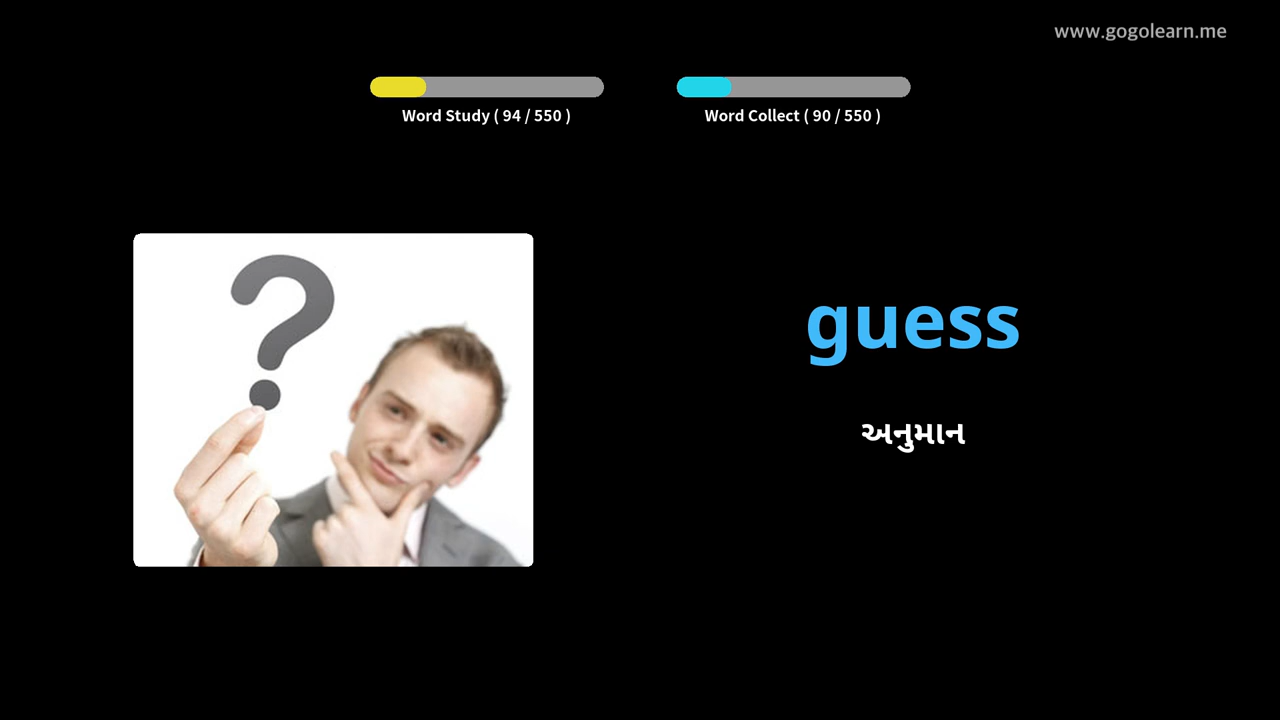 www.gogolearn.me
Word Study ( 94 / 550 )
Word Collect ( 90 / 550 )
?
guess
અનુમાન